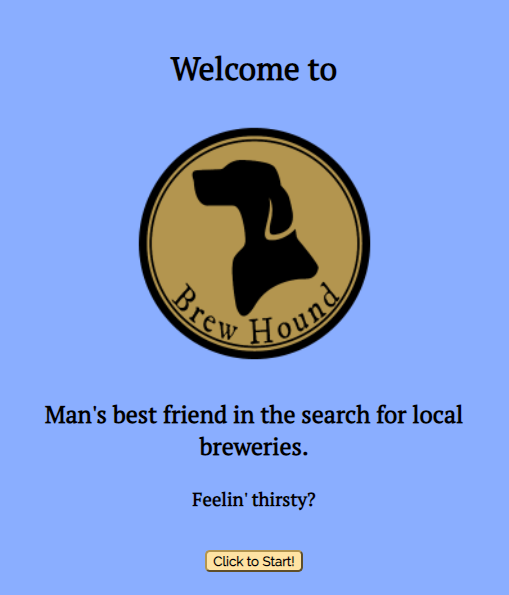 Welcome to
Brew Hound
Man's best friend in the search for local
breweries.
Feelin' thirsty?
Click to Start!